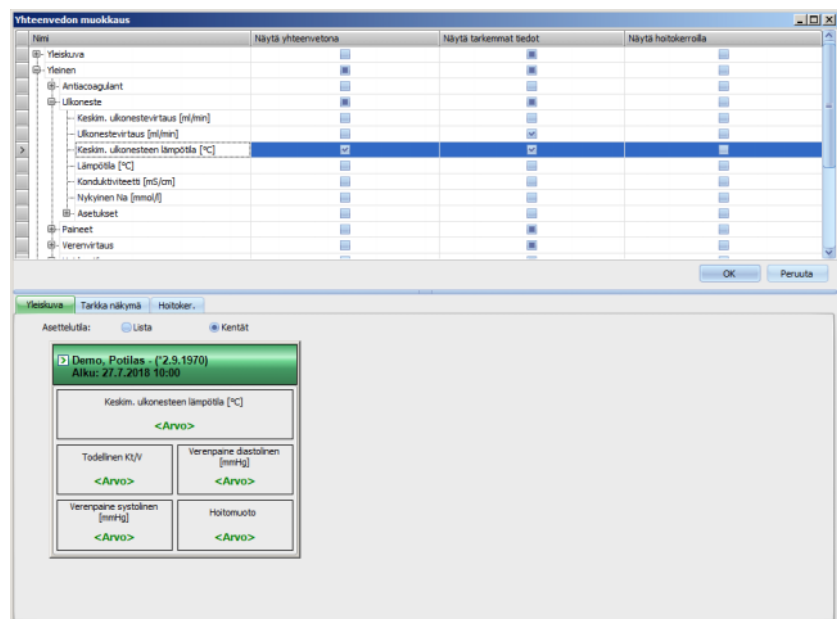 Yhteenvedon muokkaus
Nimi Näytä yhteenvetona Näytä tarkemmat tiedot Näytä hoitokerroilla
Yleiskuva
Yleinen
Antiacoagulant
Ulkoneste
Keskim. ulkonestevirtaus [ml/min]
Ulkonestevirtaus [ml/min]
Keskim. ulkonesteen lämpötila [°C]
Lämpötila [°C]
Konduktiviteetti [mS/cm]
Nykyinen Na [mmol/l]
Asetukset
Paineet
Verenvirtaus
OK Peruuta
Yleiskuva Tarkka näkymä Hoitoker.
Asettelutila: Lista Kentät
Demo, Potilas - (*2.9.1970)
Alku: 27.7.2018 10:00
Keskim. ulkonesteen lämpötila [°C]
<Arvo>
Todellinen Kt/V
<Arvo>
Verenpaine diastolinen
[mmHg]
<Arvo>
Verenpaine systolinen
[mmHg]
<Arvo>
Hoitomuoto
<Arvo>